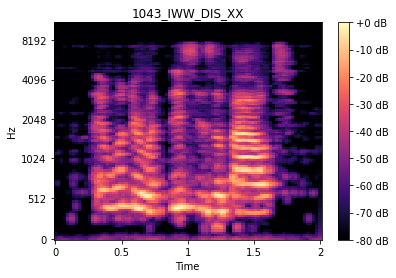 1043_IWW_DIS_XX
+0 dB
8192
-10 dB
4096
-20 dB
-30 dB
2048
Hz
-40 dB
1024
-50 dB
512
-60 dB
-70 dB
0
-80 dB
0
0.5
1
1.5
2
Time